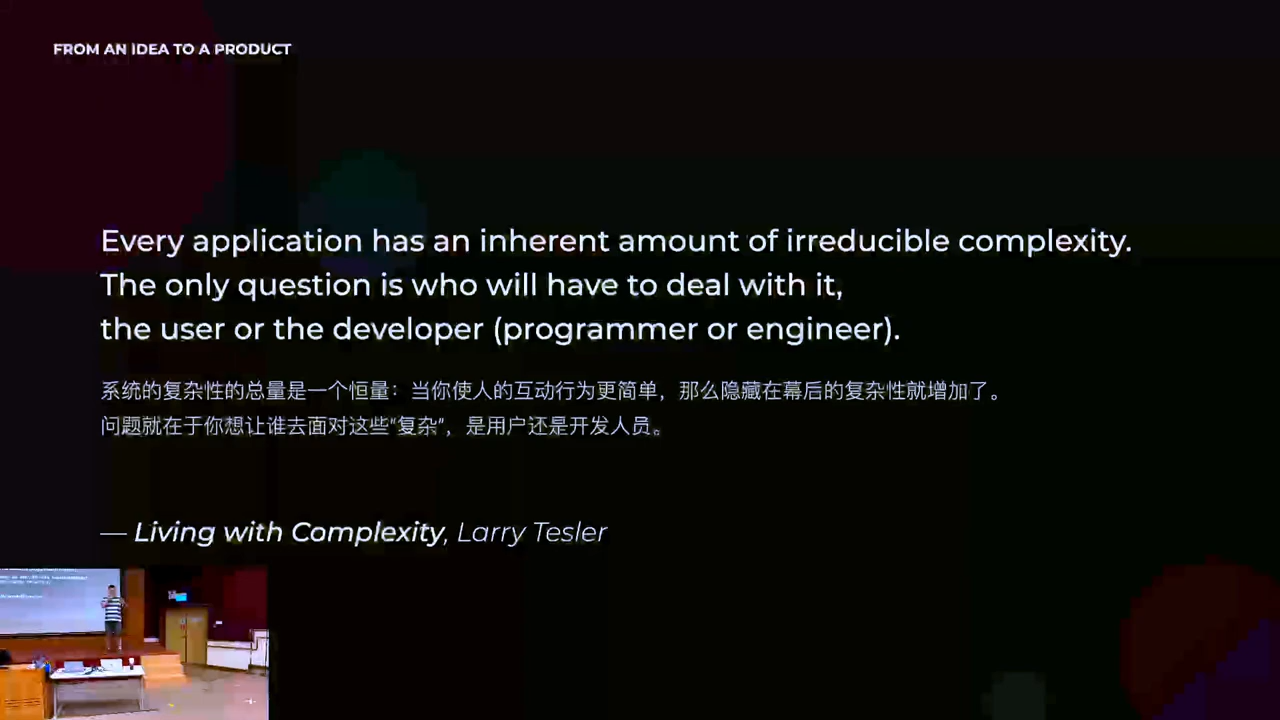 FROM AN IDEA TO A PRODUCT
Every application has an inherent amount of irreducible complexity.
The only question is who will have to deal with it,
the user or the developer (programmer or engineer).
系统的复杂性的总量是一个恒量：当你使人的互动行为更简单，那么隐藏在幕后的复杂性就增加了。
问题就在于你想让谁去面对这些“复杂”，是用户还是开发人员。
— Living with Complexity, Larry Tesler